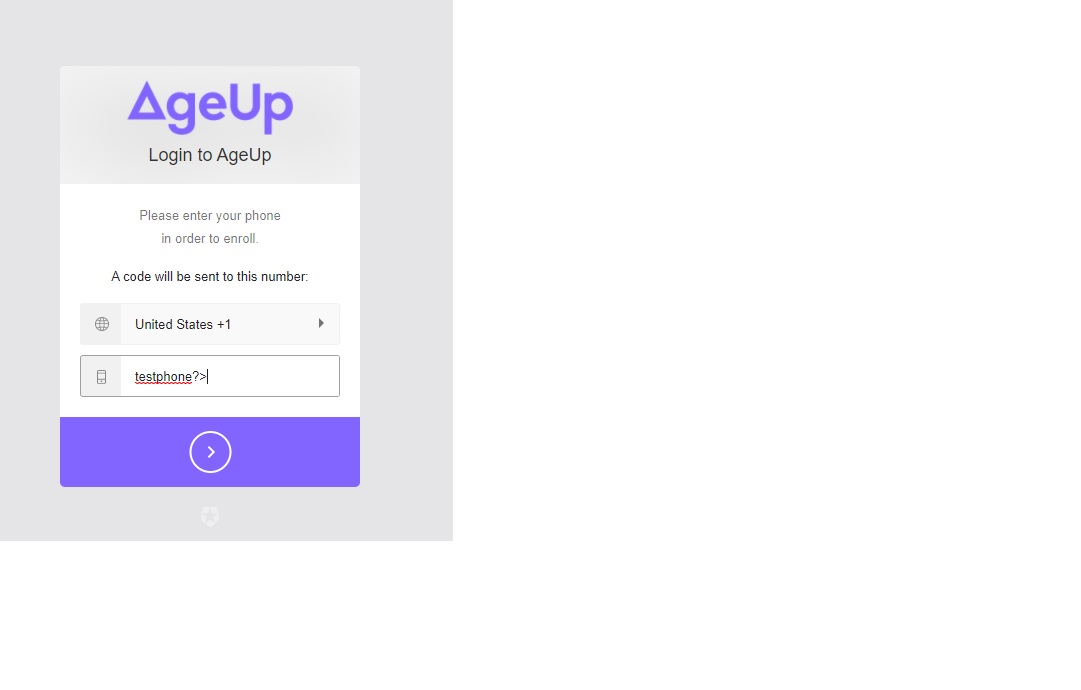 AgeUp
Login to AgeUp
Please enter your phone
in order to enroll.
A code will be sent to this number:
United States +1
testphone?>